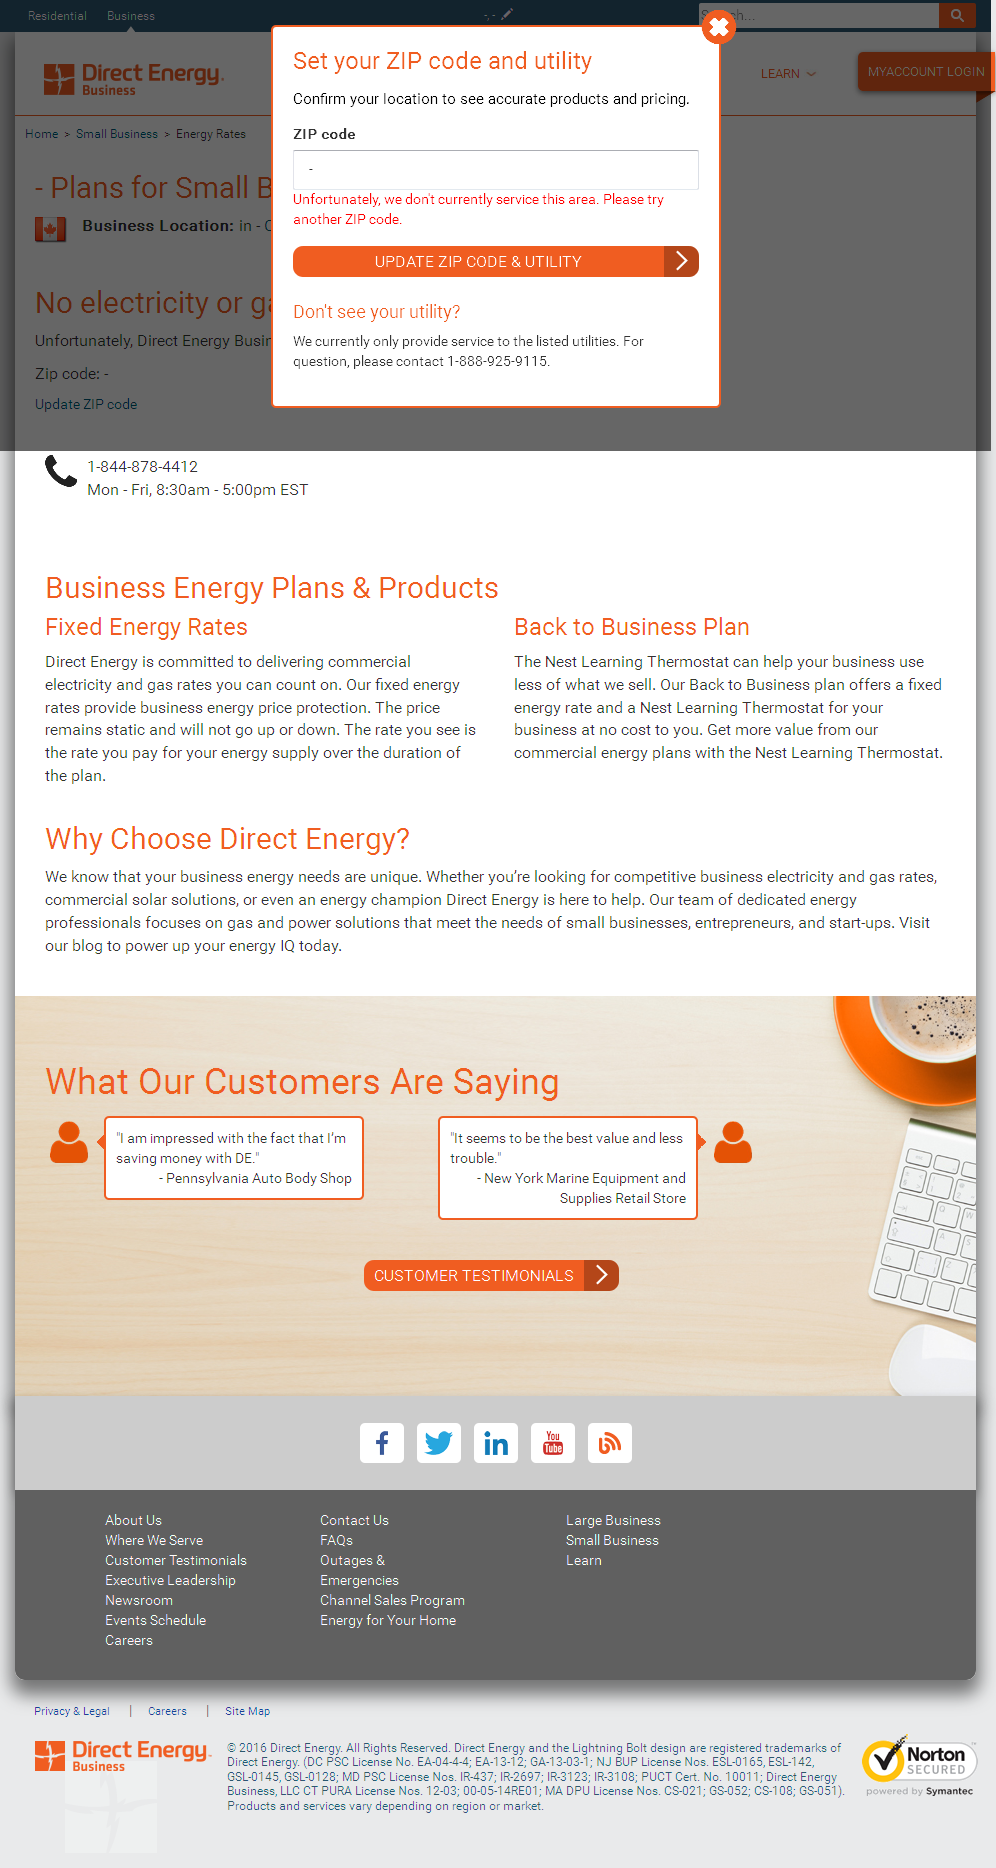 Residential Business -, - Search...
Direct Energy.
Business
LEARN
MYACCOUNT LOGIN
Home > Small Business > Energy Rates
- Plans for Small B
Business Location: in - C
No electricity or ga
Unfortunately, Direct Energy Busin
Zip code: -
Update ZIP code
Set your ZIP code and utility
Confirm your location to see accurate products and pricing.
ZIP code
-
Unfortunately, we don't currently service this area. Please try
another ZIP code.
UPDATE ZIP CODE & UTILITY
Don't see your utility?
We currently only provide service to the listed utilities. For
question, please contact 1-888-925-9115.
1-844-878-4412
Mon - Fri, 8:30am - 5:00pm EST
Business Energy Plans & Products
Fixed Energy Rates
Direct Energy is committed to delivering commercial
electricity and gas rates you can count on. Our fixed energy
rates provide business energy price protection. The price
remains static and will not go up or down. The rate you see is
the rate you pay for your energy supply over the duration of
the plan.
Back to Business Plan
The Nest Learning Thermostat can help your business use
less of what we sell. Our Back to Business plan offers a fixed
energy rate and a Nest Learning Thermostat for your
business at no cost to you. Get more value from our
commercial energy plans with the Nest Learning Thermostat.
Why Choose Direct Energy?
We know that your business energy needs are unique. Whether you're looking for competitive business electricity and gas rates,
commercial solar solutions, or even an energy champion Direct Energy is here to help. Our team of dedicated energy
professionals focuses on gas and power solutions that meet the needs of small businesses, entrepreneurs, and start-ups. Visit
our blog to power up your energy IQ today.
What Our Customers Are Saying
"I am impressed with the fact that I'm
saving money with DE."
- Pennsylvania Auto Body Shop
"It seems to be the best value and less
trouble."
- New York Marine Equipment and
Supplies Retail Store
CUSTOMER TESTIMONIALS
You
Tube
About Us
Where We Serve
Customer Testimonials
Executive Leadership
Newsroom
Events Schedule
Careers
Contact Us
FAQs
Outages &
Emergencies
Channel Sales Program
Energy for Your Home
Large Business
Small Business
Learn
Privacy & Legal | Careers | Site Map
Direct Energy.
Business
© 2016 Direct Energy. All Rights Reserved. Direct Energy and the Lightning Bolt design are registered trademarks of
Direct Energy. (DC PSC License No. EA-04-4-4; EA-13-12; GA-13-03-1; NJ BUP License Nos. ESL-0165, ESL-142,
GSL-0145, GSL-0128; MD PSC License Nos. IR-437; IR-2697; IR-3123; IR-3108; PUCT Cert. No. 10011; Direct Energy
Business, LLC CT PURA License Nos. 12-03; 00-05-14RE01; MA DPU License Nos. CS-021; GS-052; CS-108; GS-051).
Products and services vary depending on region or market.
Norton
SECURED
powered by Symantec